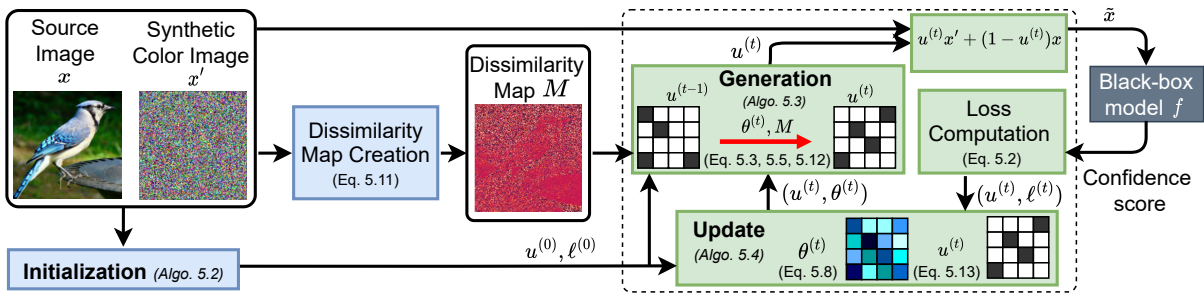 Source
Image
x
Synthetic
Color Image
x′
Dissimilarity
Map Creation
(Eq. 5.11)
Dissimilarity
Map M
Initialization (Algo. 5.2)
u^{(0)}, ℓ^{(0)}
u^{(t)}
Generation
(Algo. 5.3)
u^{(t−1)}
θ^{(t)}, M
u^{(t)}
(Eq. 5.3, 5.5, 5.12)
u^{(t)}x′ + (1 − u^{(t)})x
x̃
Black-box
model f
Loss
Computation
(Eq. 5.2)
Confidence
score
(u^{(t)}, θ^{(t)})
(u^{(t)}, ℓ^{(t)})
Update
(Algo. 5.4)
θ^{(t)}
(Eq. 5.8)
u^{(t)}
(Eq. 5.13)